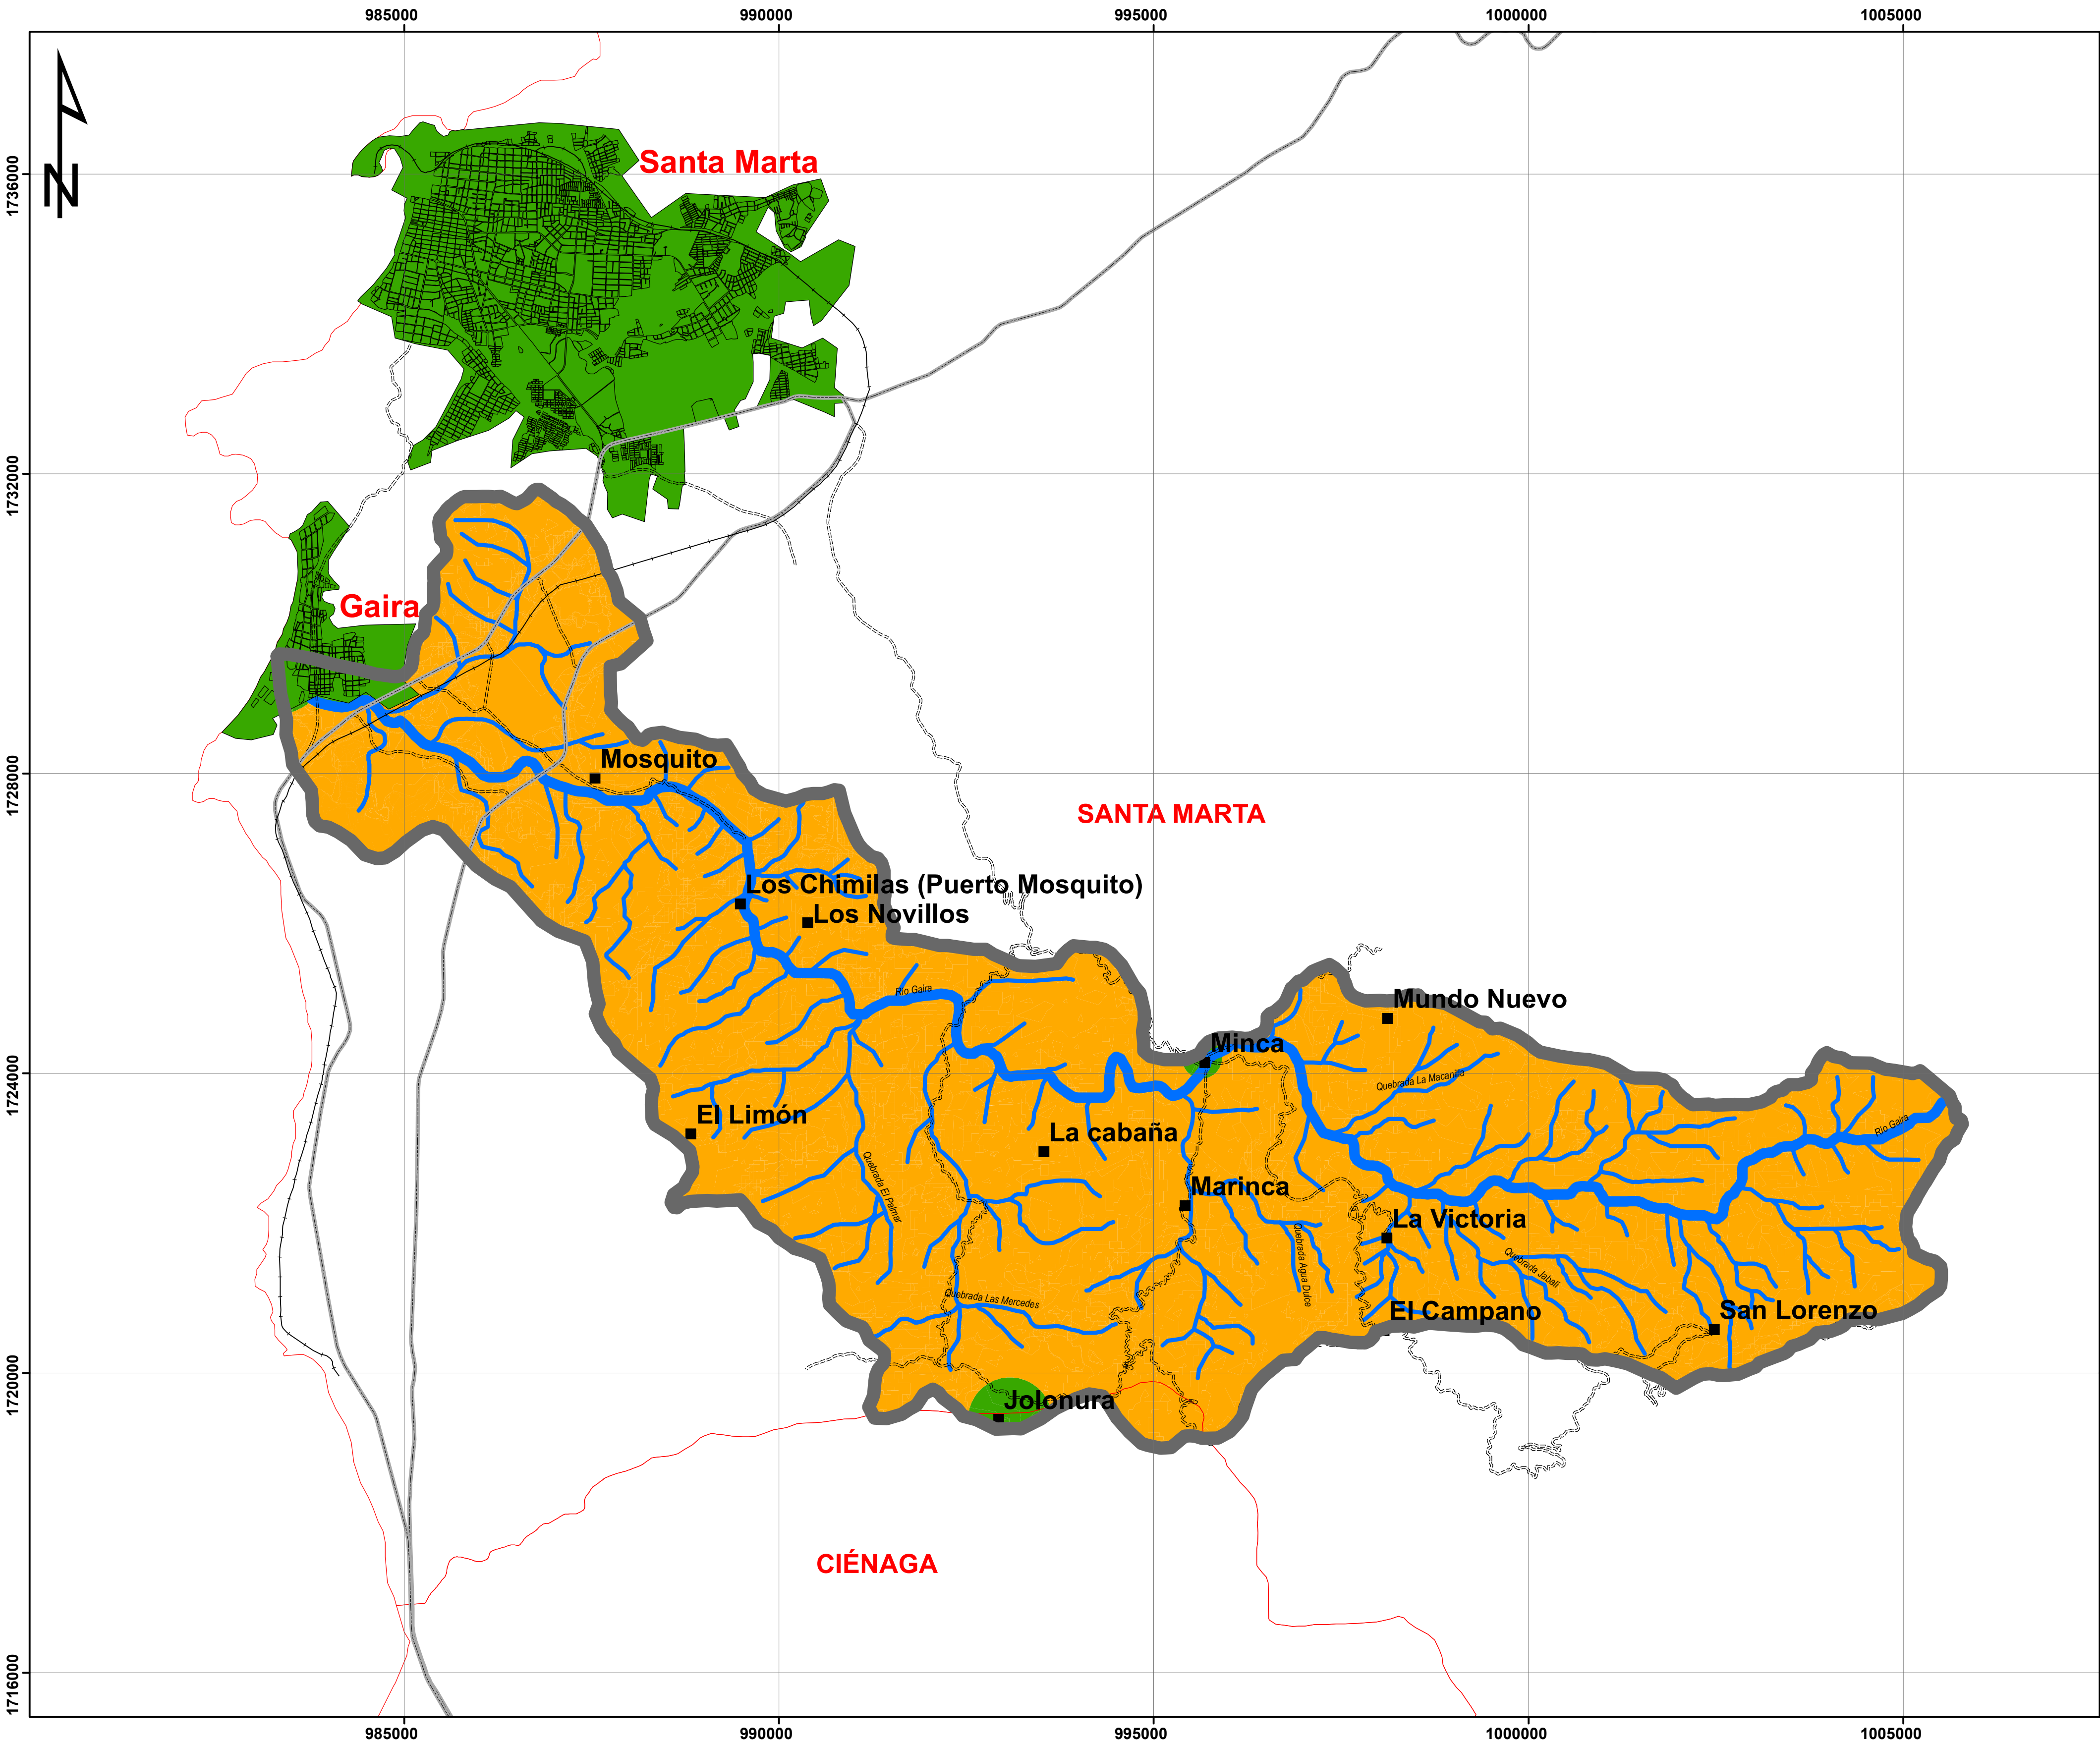 985000 990000 995000 1000000 1005000
N
Santa Marta
1736000
1732000
Gaira
1728000
Mosquito
SANTA MARTA
Los Chimilas (Puerto Mosquito)
Los Novillos
Rio Gaira
Mundo Nuevo
Minca
1724000
Quebrada La Macanilla
El Limón
La cabaña
Rio Gaira
Quebrada El Palmar
Marinca
La Victoria
Quebrada Agua Dulce
Quebrada Jabalí
Quebrada Las Mercedes
El Campano
San Lorenzo
1720000
Jolonura
CIÉNAGA
1716000
985000 990000 995000 1000000 1005000